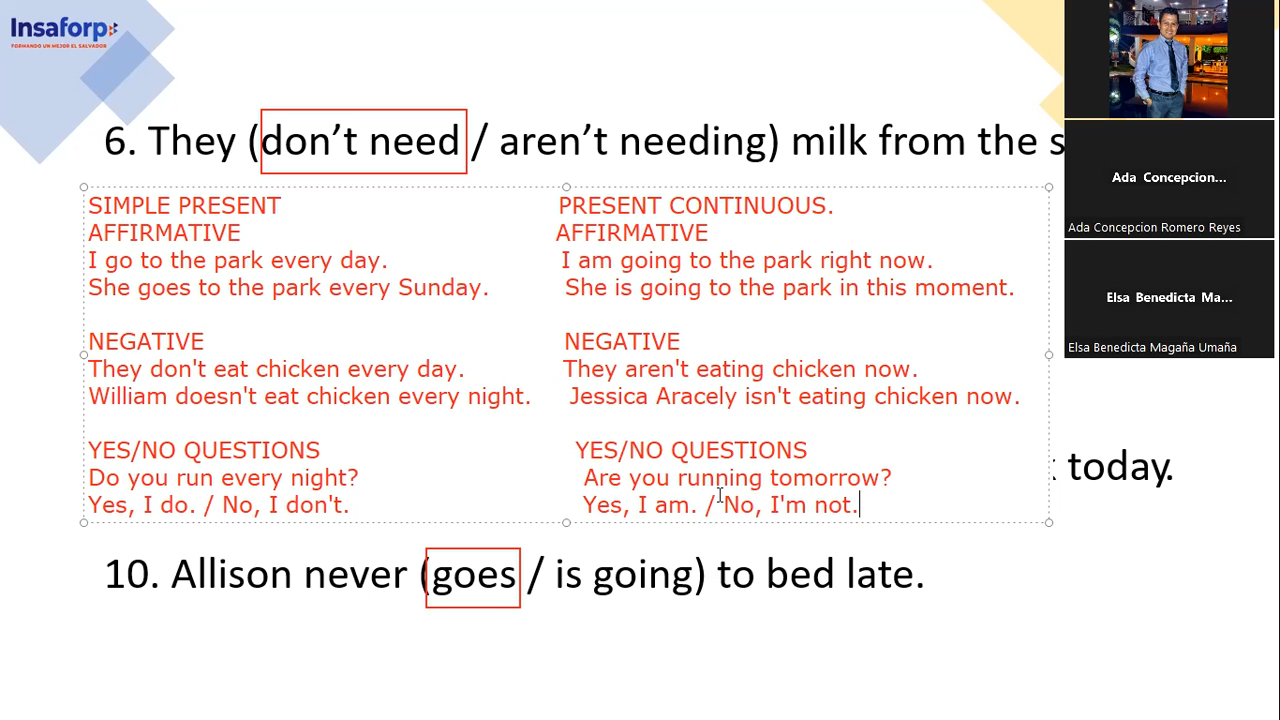 Insaforp
FORMANDO UN MEJOR EL SALVADOR
6. They (don't need / aren't needing) milk from the s
SIMPLE PRESENT PRESENT CONTINUOUS.
AFFIRMATIVE AFFIRMATIVE
I go to the park every day. I am going to the park right now.
She goes to the park every Sunday. She is going to the park in this moment.
NEGATIVE NEGATIVE
They don't eat chicken every day. They aren't eating chicken now.
William doesn't eat chicken every night. Jessica Aracely isn't eating chicken now.
YES/NO QUESTIONS YES/NO QUESTIONS
Do you run every night? Are you running tomorrow?
Yes, I do. / No, I don't. Yes, I am. / No, I'm not.
today.
10. Allison never (goes / is going) to bed late.
Ada Concepcion...
Ada Concepcion Romero Reyes
Elsa Benedicta Ma...
Elsa Benedicta Magaña Umaña